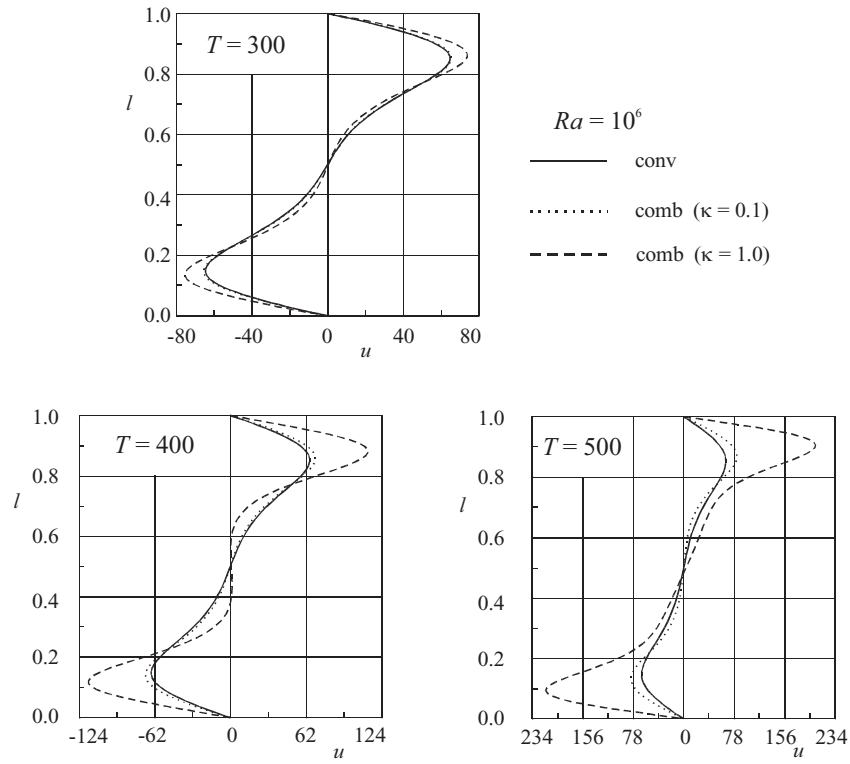 1.0
T = 300
0.8
l
0.6
0.4
0.2
0.0
-80 -40 0 40 80
u
Ra = 10⁶
conv
comb (κ = 0.1)
comb (κ = 1.0)
1.0
T = 400
0.8
l
0.6
0.4
0.2
0.0
-124 -62 0 62 124
u
1.0
T = 500
0.8
l
0.6
0.4
0.2
0.0
234 156 78 0 78 156 234
u